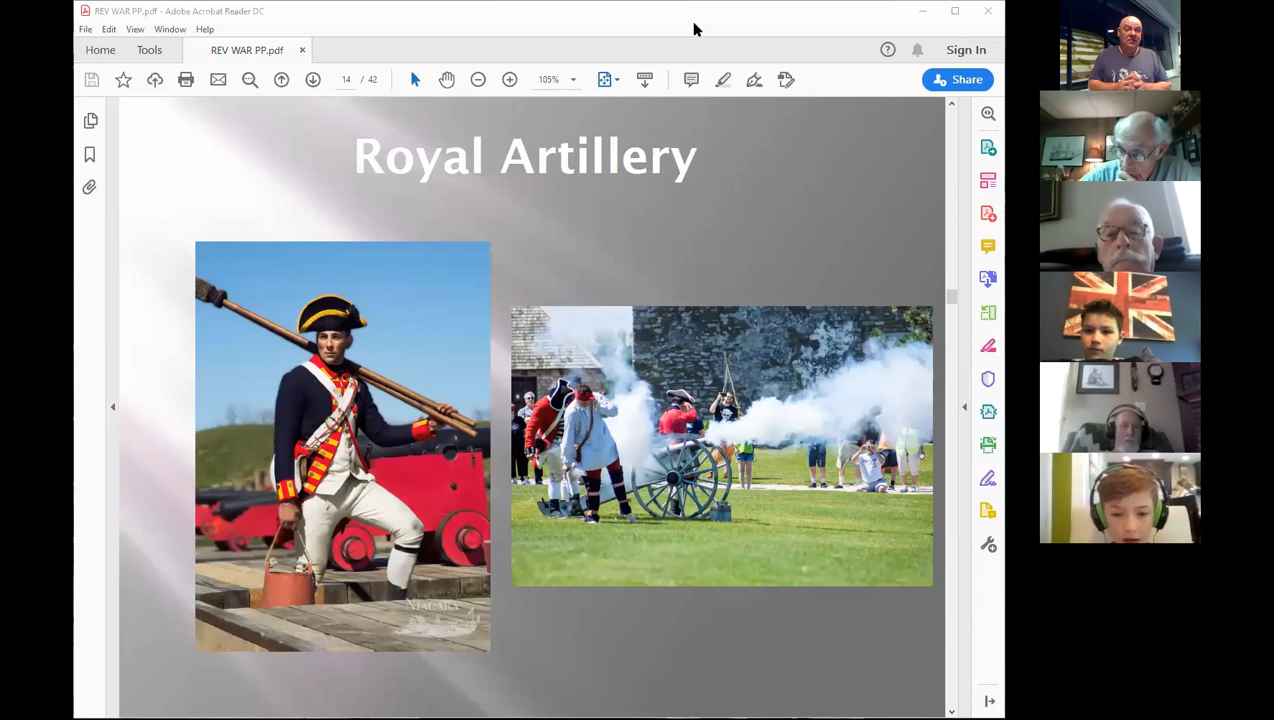 REV WAR PP.pdf - Adobe Acrobat Reader DC
File Edit View Window Help
Home Tools REV WAR PP.pdf × Sign In
14 / 42 105% Share
Royal Artillery
NIAGARA